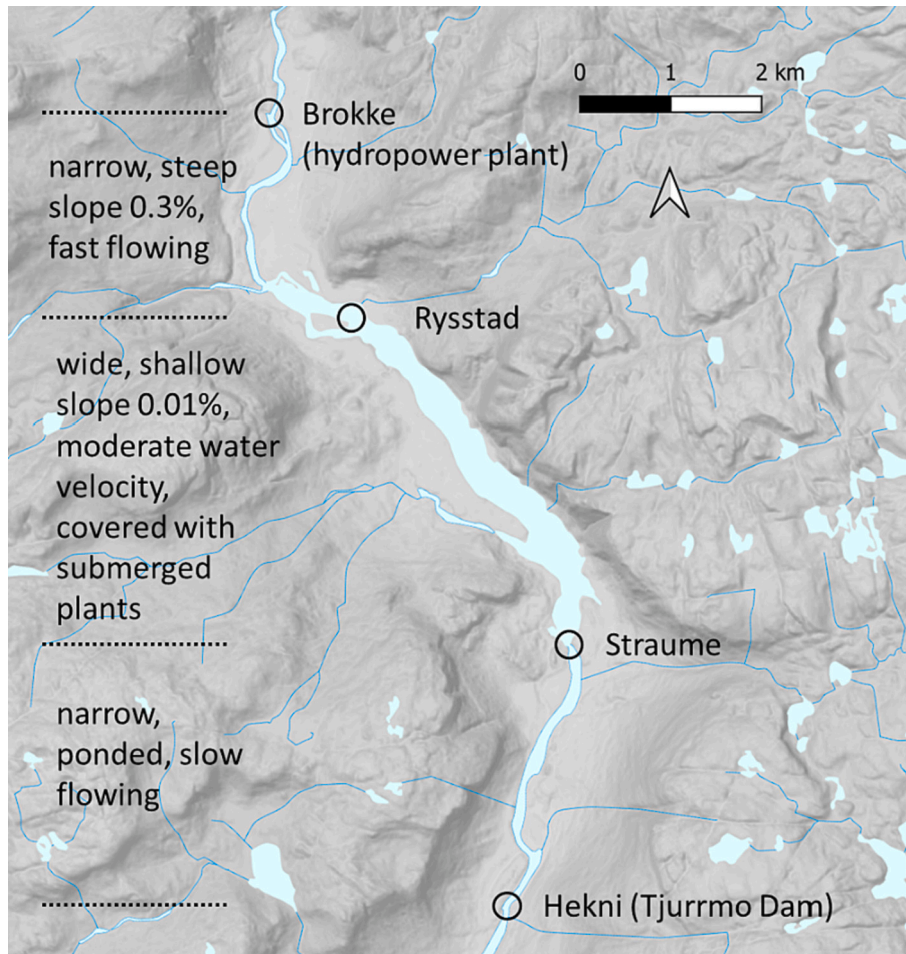 0 1 2 km
Brokke
(hydropower plant)
narrow, steep
slope 0.3%,
fast flowing
Rysstad
wide, shallow
slope 0.01%,
moderate water
velocity,
covered with
submerged
plants
Straume
narrow,
ponded, slow
flowing
Hekni (Tjurrmo Dam)